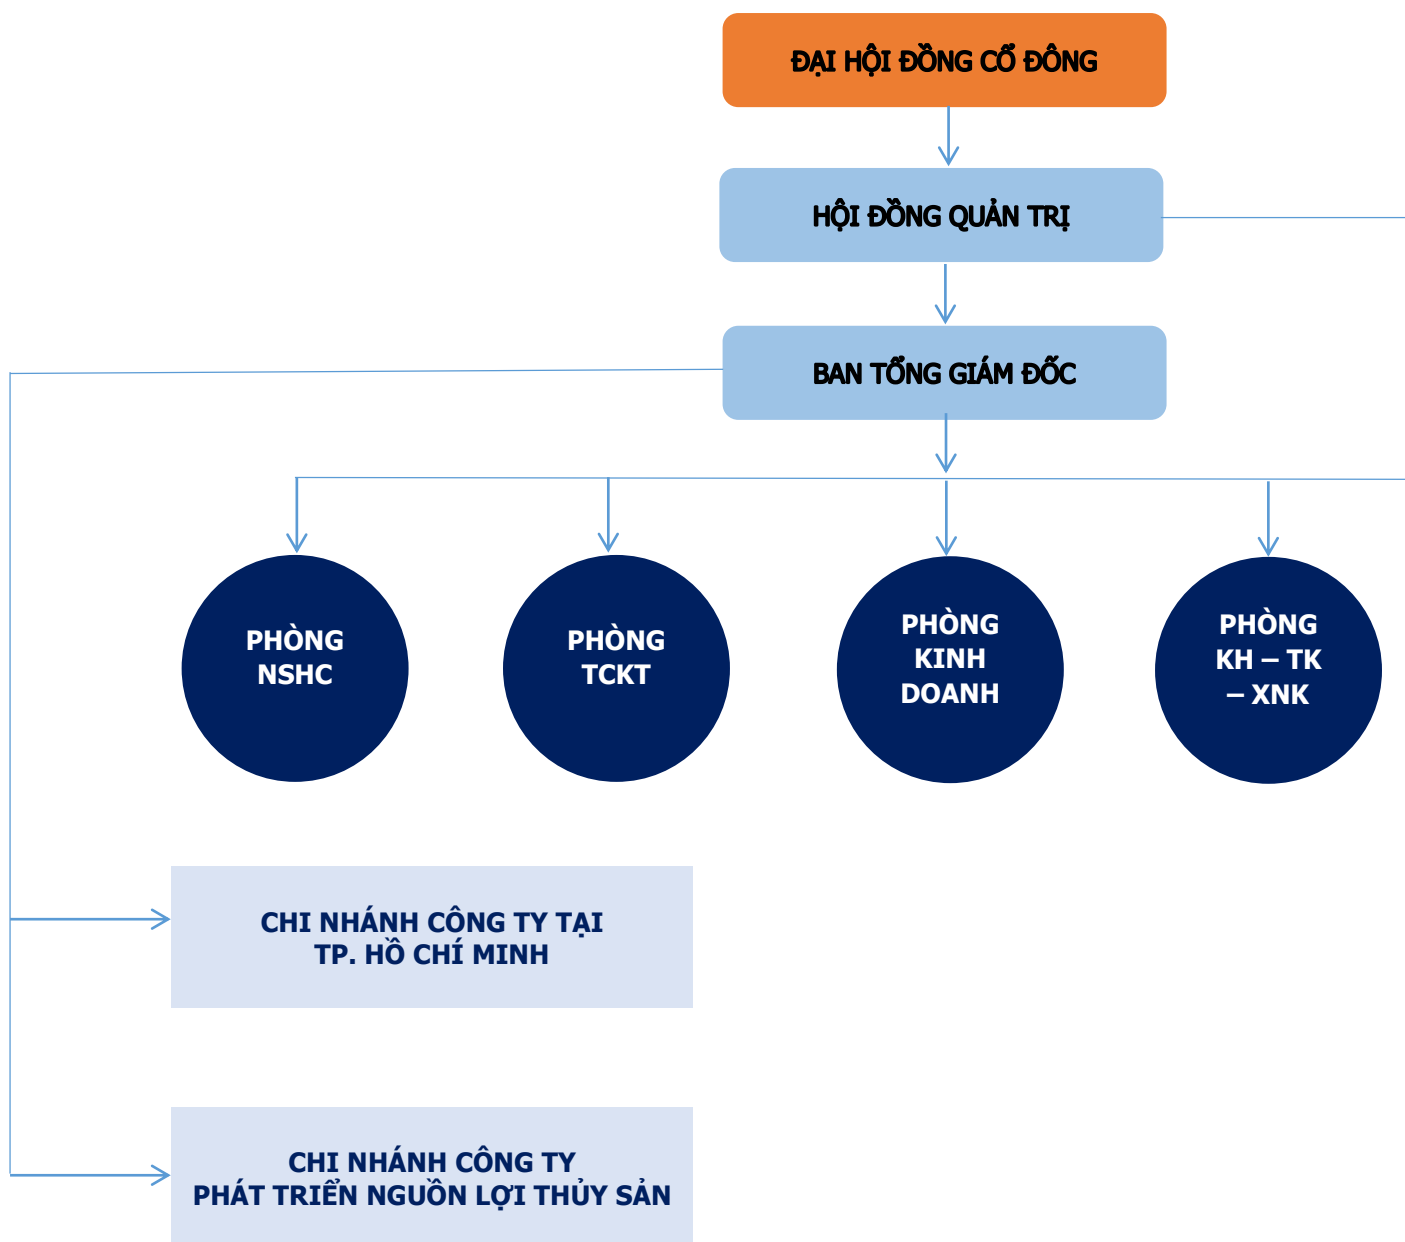 ĐẠI HỘI ĐỒNG CỔ ĐÔNG
HỘI ĐỒNG QUẢN TRỊ
BAN TỔNG GIÁM ĐỐC
PHÒNG
NSHC
PHÒNG
TCKT
PHÒNG
KINH
DOANH
PHÒNG
KH – TK
– XNK
CHI NHÁNH CÔNG TY TẠI
TP. HỒ CHÍ MINH
CHI NHÁNH CÔNG TY
PHÁT TRIỂN NGUỒN LỢI THỦY SẢN